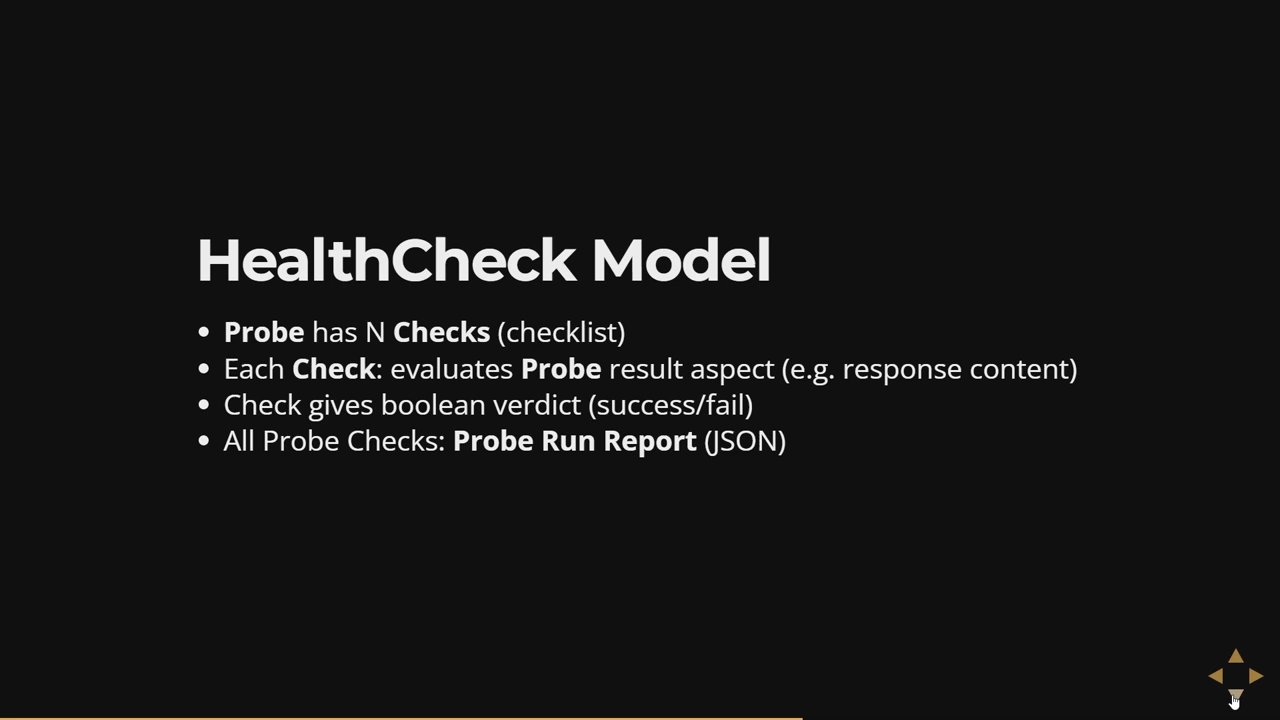 HealthCheck Model
Probe has N Checks (checklist)
Each Check: evaluates Probe result aspect (e.g. response content)
Check gives boolean verdict (success/fail)
All Probe Checks: Probe Run Report (JSON)